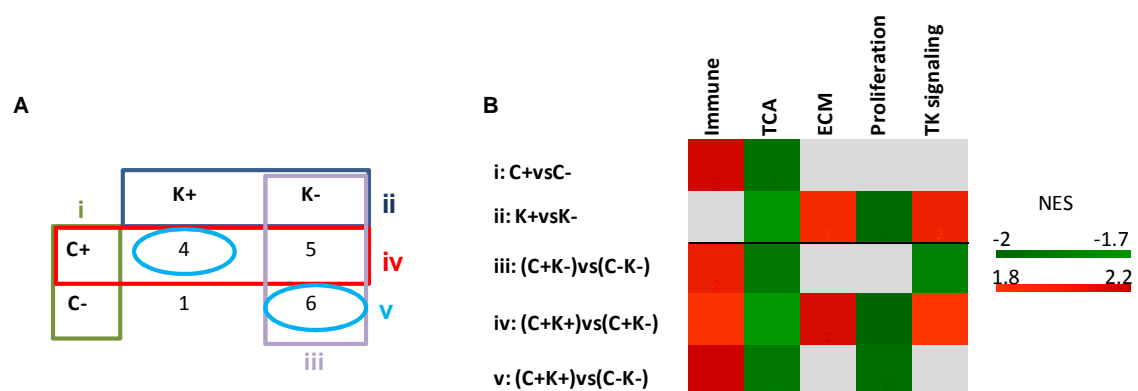 A
K+ K- ii
i
C+ 4 5 iv
C- 1 6 v
iii
B
Immune TCA ECM Proliferation TK signaling
i: C+vsC-
ii: K+vsK-
iii: (C+K-)vs(C-K-)
iv: (C+K+)vs(C+K-)
v: (C+K+)vs(C-K-)
NES
-2 -1.7
1.8 2.2